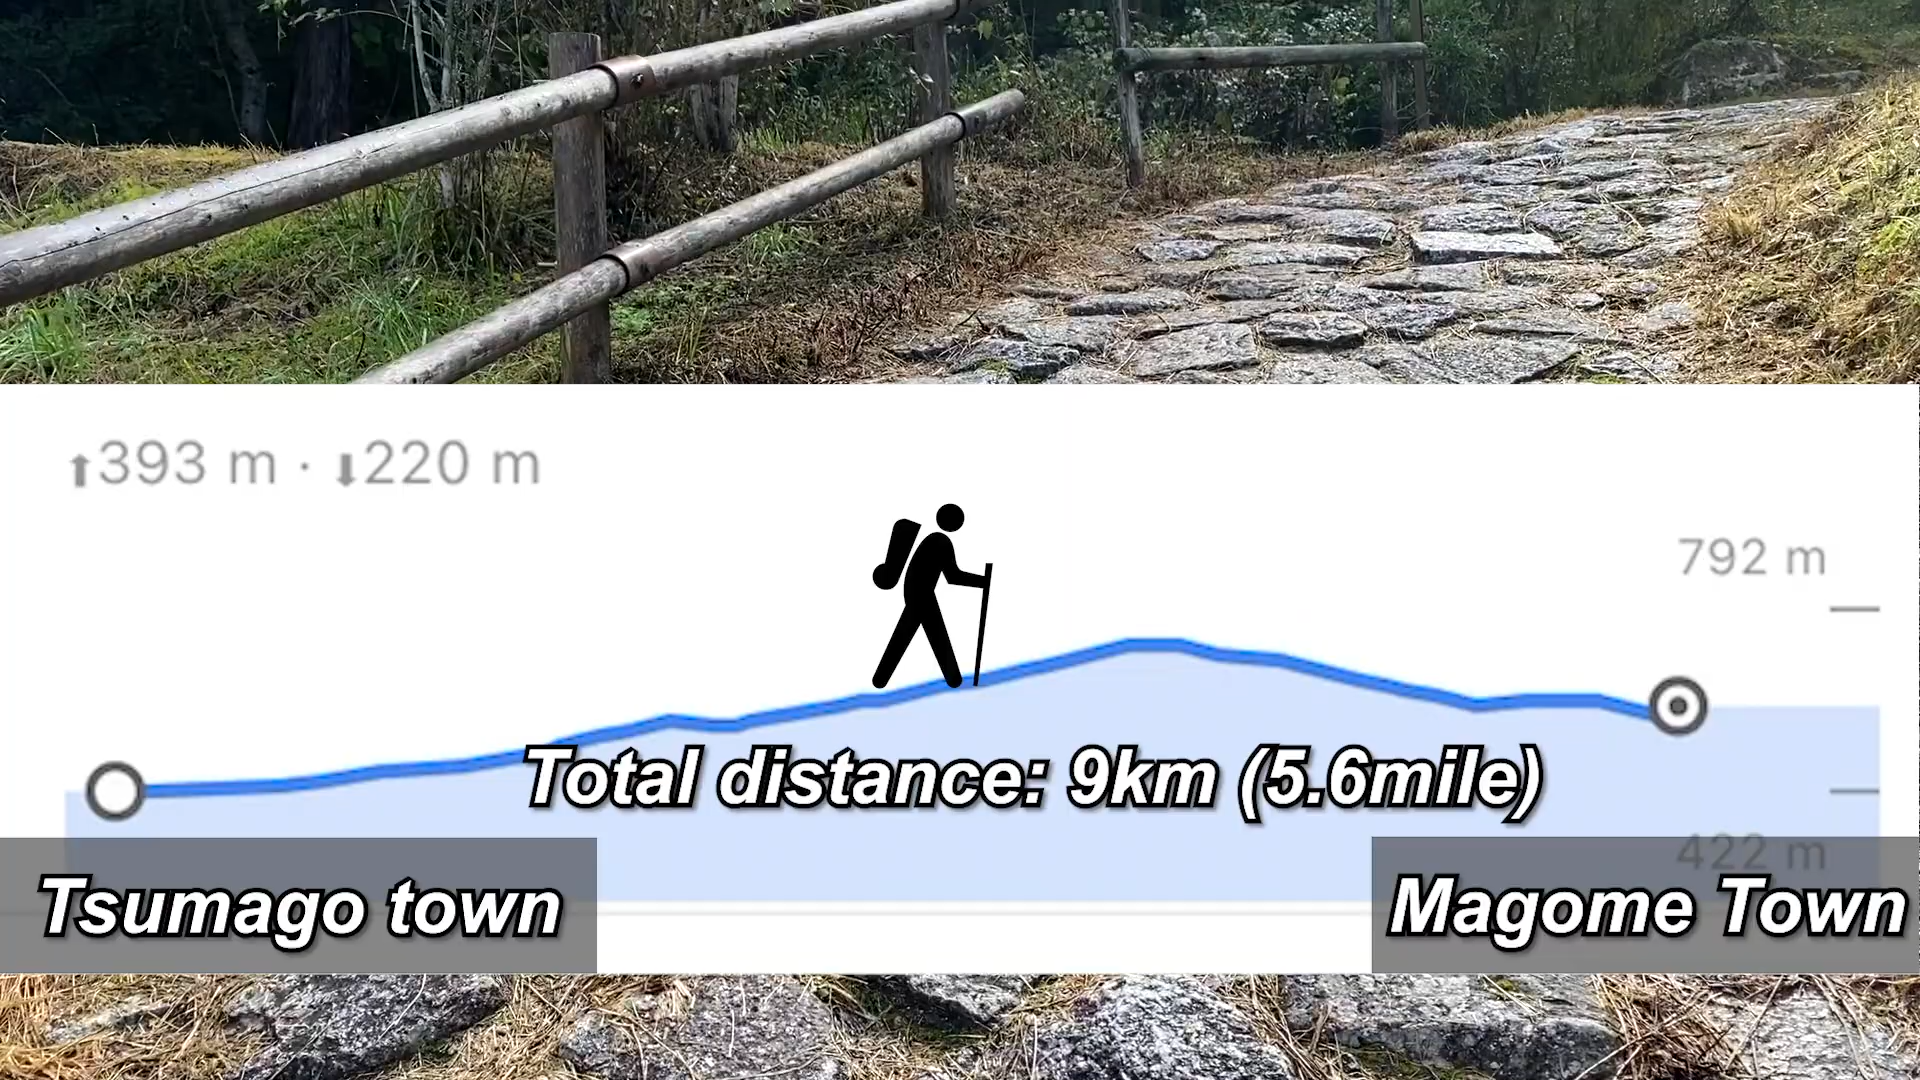 ↑393 m · ↓220 m
792 m
Total distance: 9km (5.6mile)
422 m
Tsumago town
Magome Town